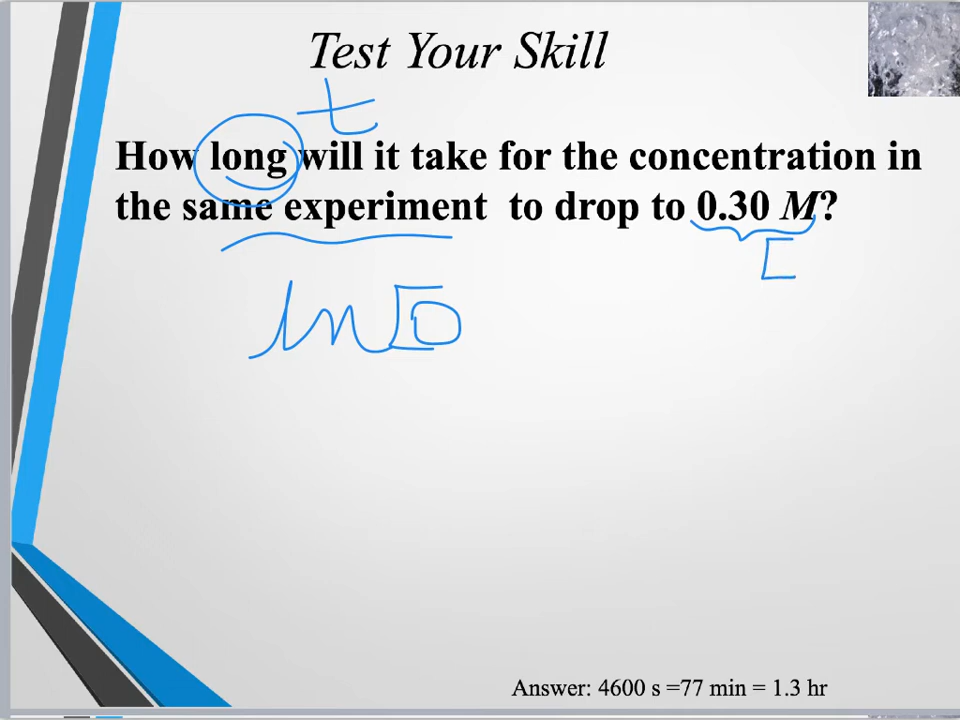 Test Your Skill
t
How long will it take for the concentration in
the same experiment to drop to 0.30 M?
[
ln [D
Answer: 4600 s =77 min = 1.3 hr